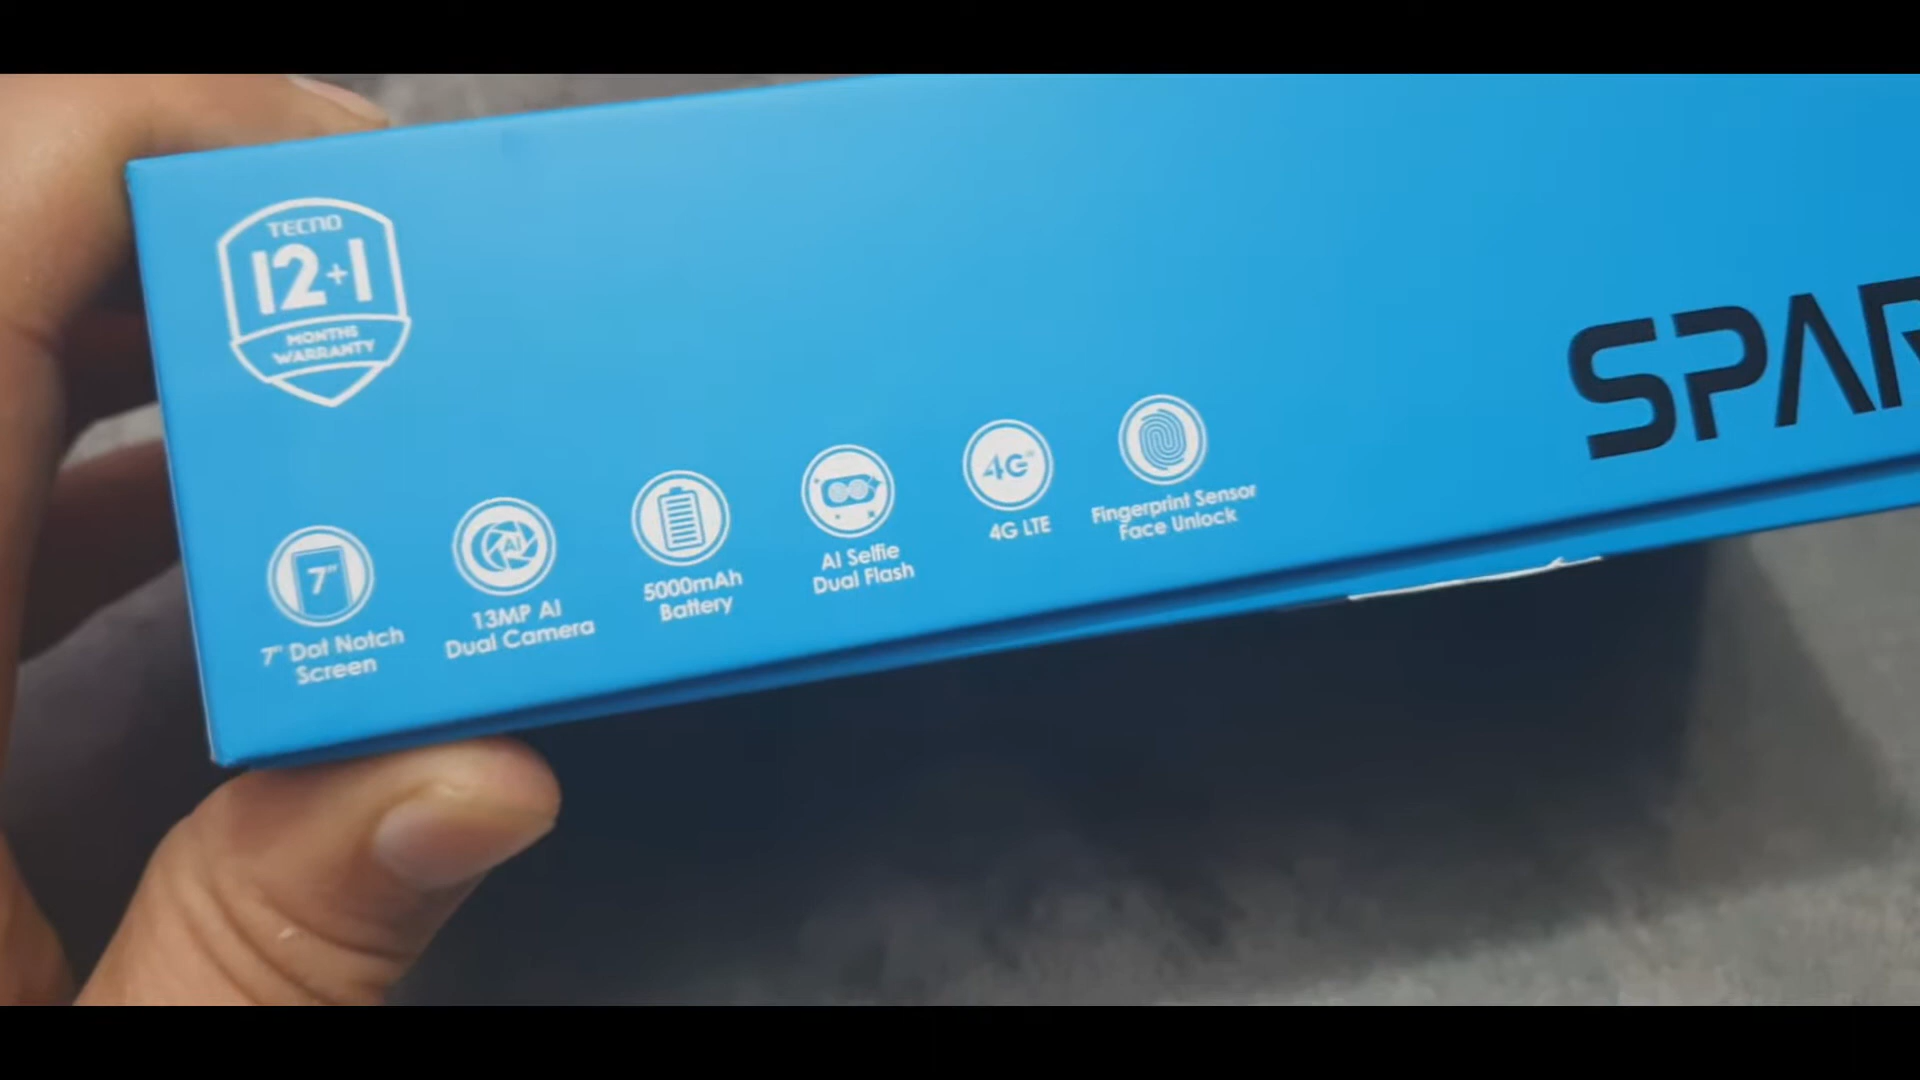 TECNO
12+1
MONTHS
WARRANTY
7"
7" Dot Notch
Screen
AI
13MP AI
Dual Camera
5000mAh
Battery
AI Selfie
Dual Flash
4G
4G LTE
Fingerprint Sensor
Face Unlock
SPAR